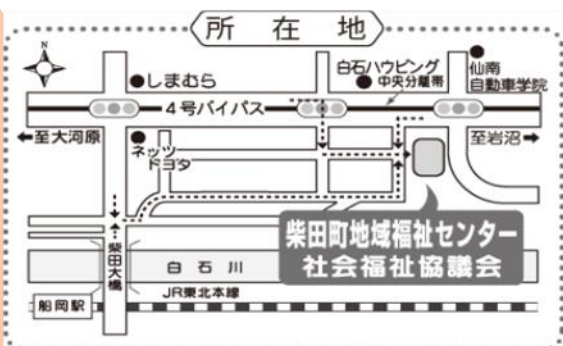 所在地
N
しまむら
白石ハウビング
中央分離帯
仙南
自動車学院
4号バイパス
←至大河原
ネッツ
トヨタ
至岩沼→
柴田町地域福祉センター
社会福祉協議会
柴田大橋
白石川
JR東北本線
船岡駅